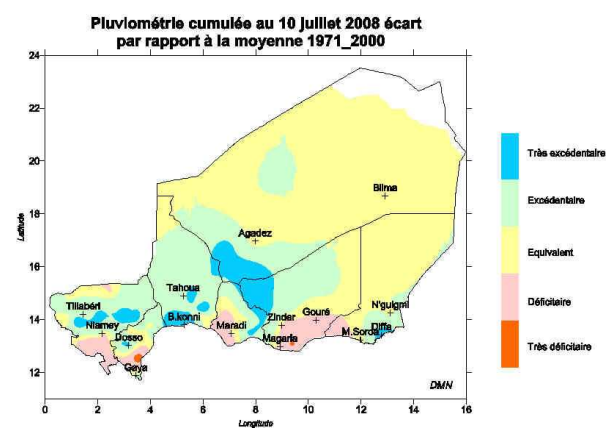 Pluviométrie cumulée au 10 juillet 2008 écart
par rapport à la moyenne 1971_2000
24
22
20
18
16
14
12
Latitude
Bilma
Agadez
Tahoua
Tillabéri
N'guigmi
Niamey
B.konni
Maradi
Zinder
Gouré
Diffa
Dosso
Magaria
M.Soroa
Gaya
DMN
0 2 4 6 8 10 12 14 16
Longitude
Très excédentaire
Excédentaire
Equivalent
Déficitaire
Très déficitaire